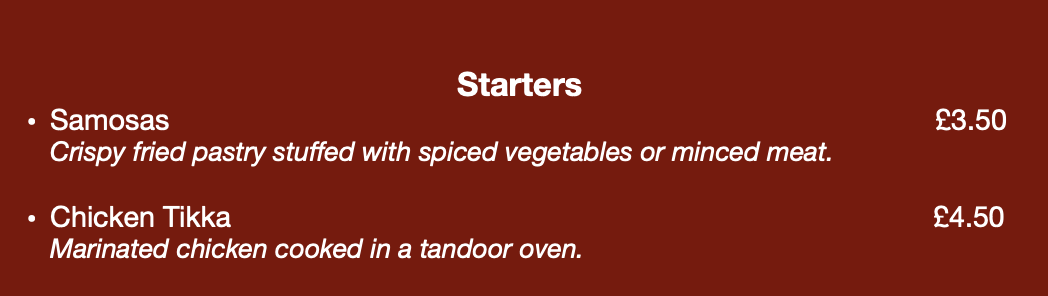 Starters
• Samosas £3.50
Crispy fried pastry stuffed with spiced vegetables or minced meat.
• Chicken Tikka £4.50
Marinated chicken cooked in a tandoor oven.